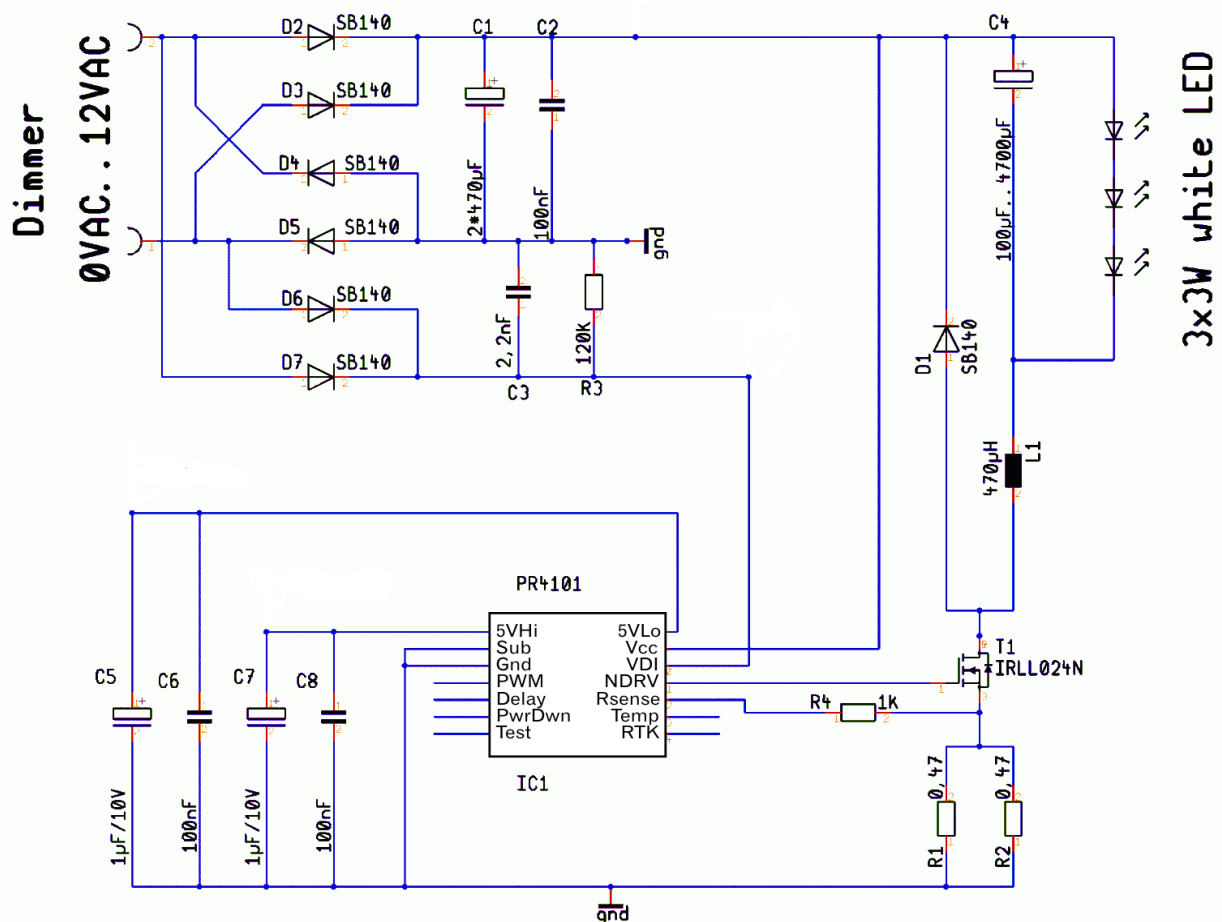 Dimmer
0VAC..12VAC
2
1
D2
SB140
D3
SB140
D4
SB140
D5
SB140
D6
SB140
D7
SB140
C1
2*470µF
C2
100nF
gnd
2,2nF
C3
120K
R3
C4
100µF..4700µF
3x3W white LED
D1
SB140
470µH
L1
PR4101
5VHi
Sub
Gnd
PWM
Delay
PwrDwn
Test
5VLo
Vcc
VDI
NDRV
Rsense
Temp
RTK
IC1
T1
IRLL024N
R4
1K
C5
1µF/10V
C6
100nF
C7
1µF/10V
C8
100nF
0,47
R1
0,47
R2
gnd